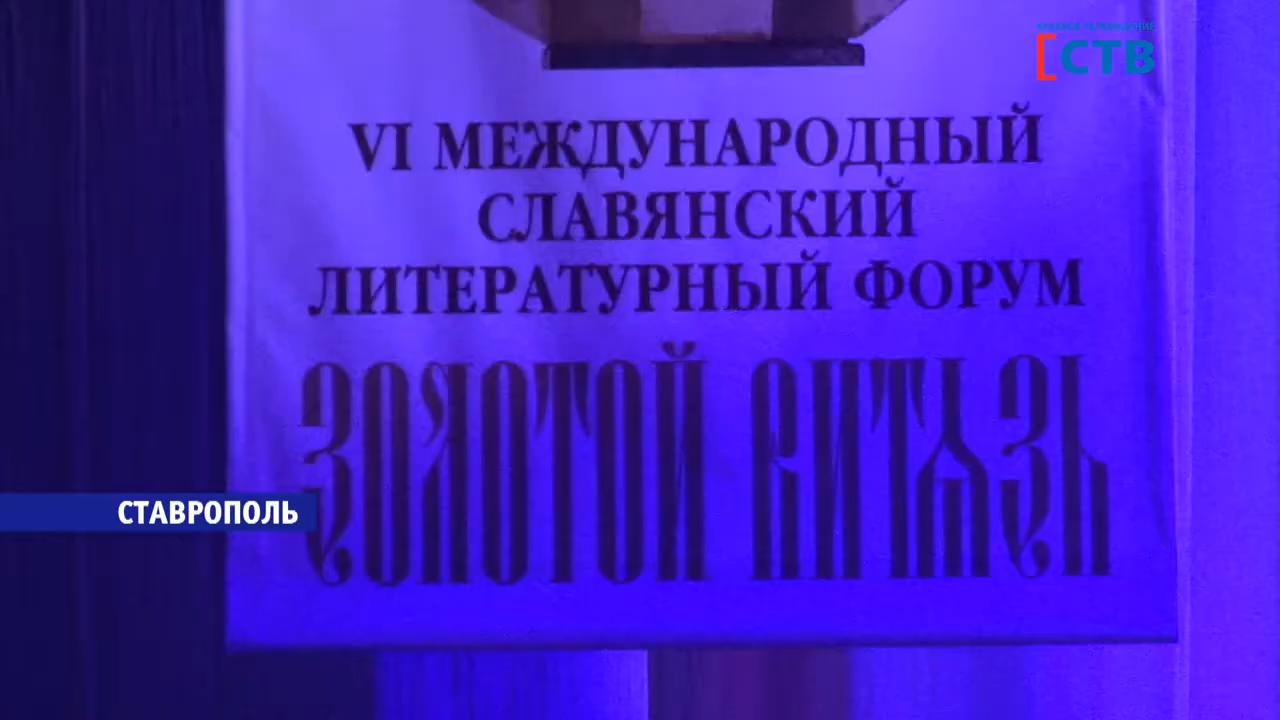 [СТВ
VI МЕЖДУНАРОДНЫЙ
СЛАВЯНСКИЙ
ЛИТЕРАТУРНЫЙ ФОРУМ
ЗОЛОТОЙ ВИТЯЗЬ
СТАВРОПОЛЬ